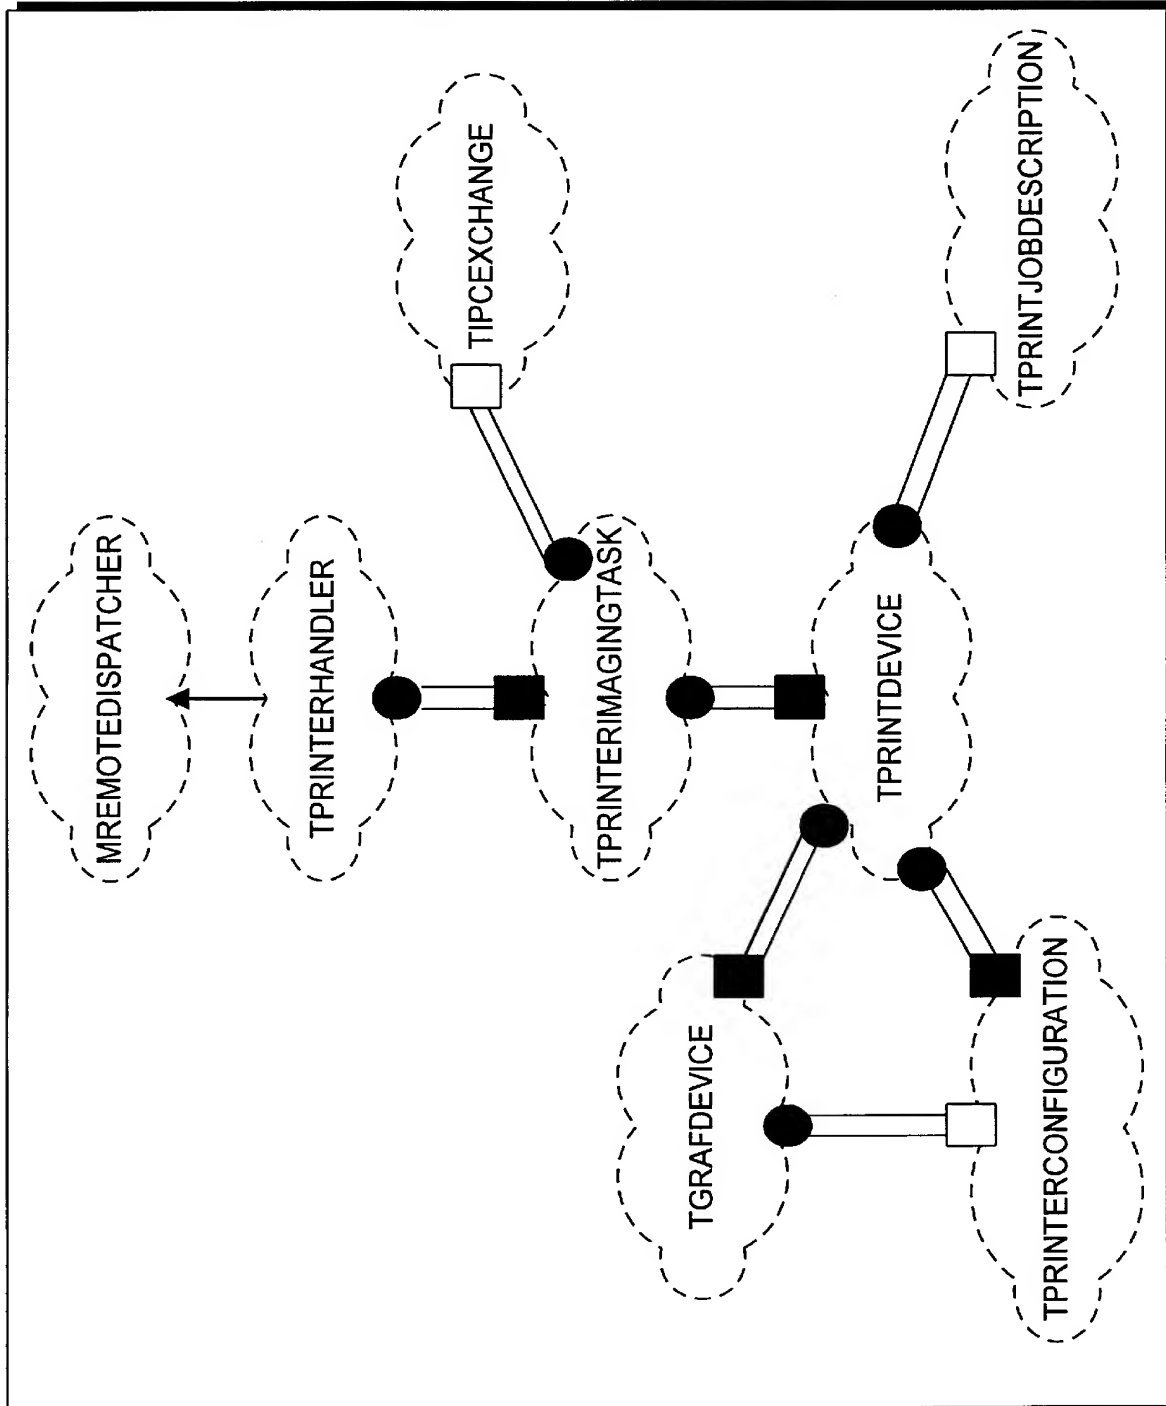 MREMOTEDISPATCHER
TPRINTERHANDLER
TIPCEXCHANGE
TPRINTERIMAGINGTASK
TPRINTDEVICE
TPRINTJOBDESCRIPTION
TGRAFDEVICE
TPRINTERCONFIGURATION